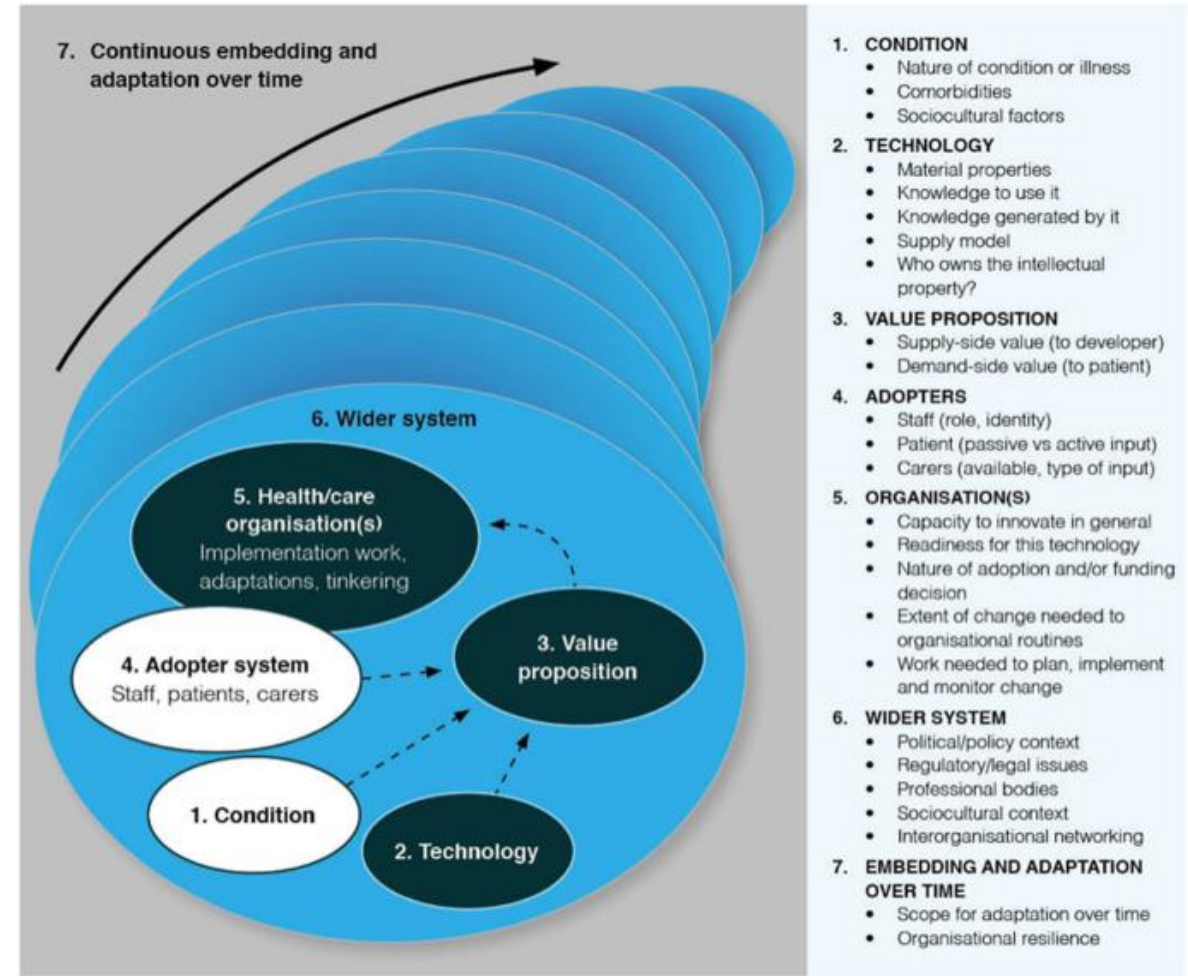 7. Continuous embedding and
adaptation over time
6. Wider system
5. Health/care
organisation(s)
Implementation work,
adaptations, tinkering
4. Adopter system
Staff, patients, carers
3. Value
proposition
1. Condition
2. Technology
1. CONDITION
• Nature of condition or illness
• Comorbidities
• Sociocultural factors
2. TECHNOLOGY
• Material properties
• Knowledge to use it
• Knowledge generated by it
• Supply model
• Who owns the intellectual
property?
3. VALUE PROPOSITION
• Supply-side value (to developer)
• Demand-side value (to patient)
4. ADOPTERS
• Staff (role, identity)
• Patient (passive vs active input)
• Carers (available, type of input)
5. ORGANISATION(S)
• Capacity to innovate in general
• Readiness for this technology
• Nature of adoption and/or funding
decision
• Extent of change needed to
organisational routines
• Work needed to plan, implement
and monitor change
6. WIDER SYSTEM
• Political/policy context
• Regulatory/legal issues
• Professional bodies
• Sociocultural context
• Interorganisational networking
7. EMBEDDING AND ADAPTATION
OVER TIME
• Scope for adaptation over time
• Organisational resilience